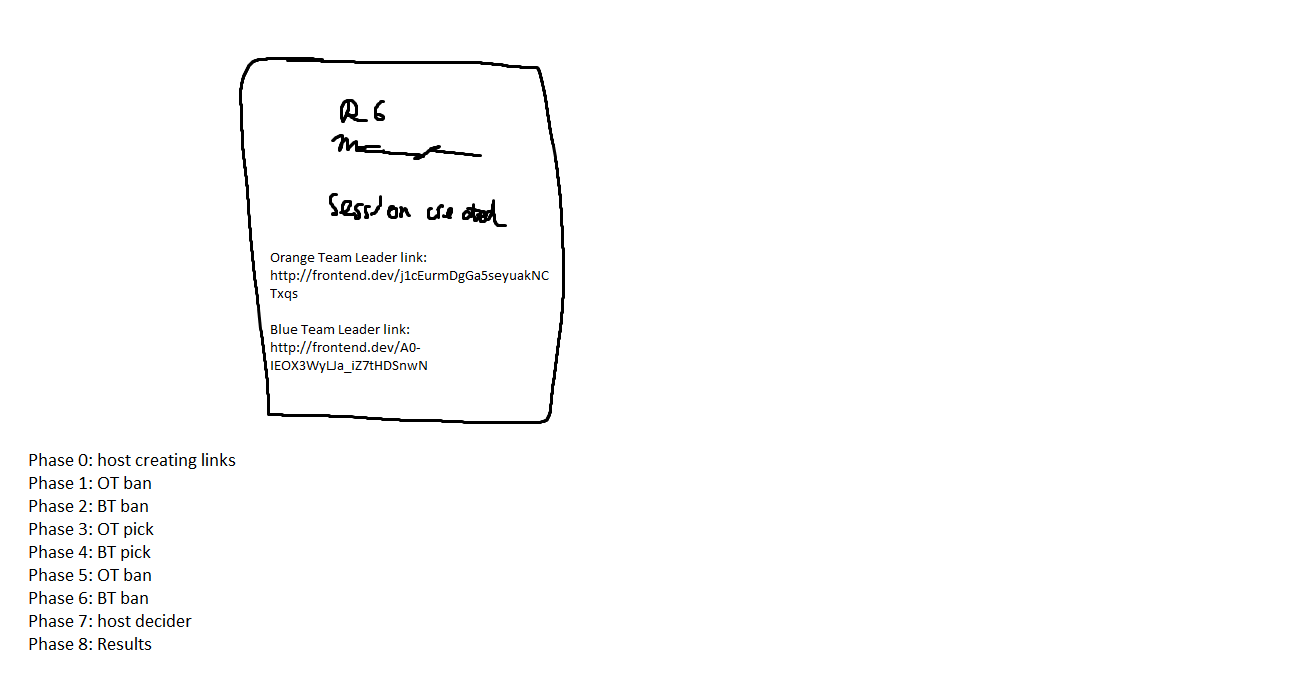 R6
Session created
Orange Team Leader link:
http://frontend.dev/j1cEurmDgGa5seyuakNC
Txqs
Blue Team Leader link:
http://frontend.dev/A0-
IEOX3WyLJa_iZ7tHDSnwN
Phase 0: host creating links
Phase 1: OT ban
Phase 2: BT ban
Phase 3: OT pick
Phase 4: BT pick
Phase 5: OT ban
Phase 6: BT ban
Phase 7: host decider
Phase 8: Results